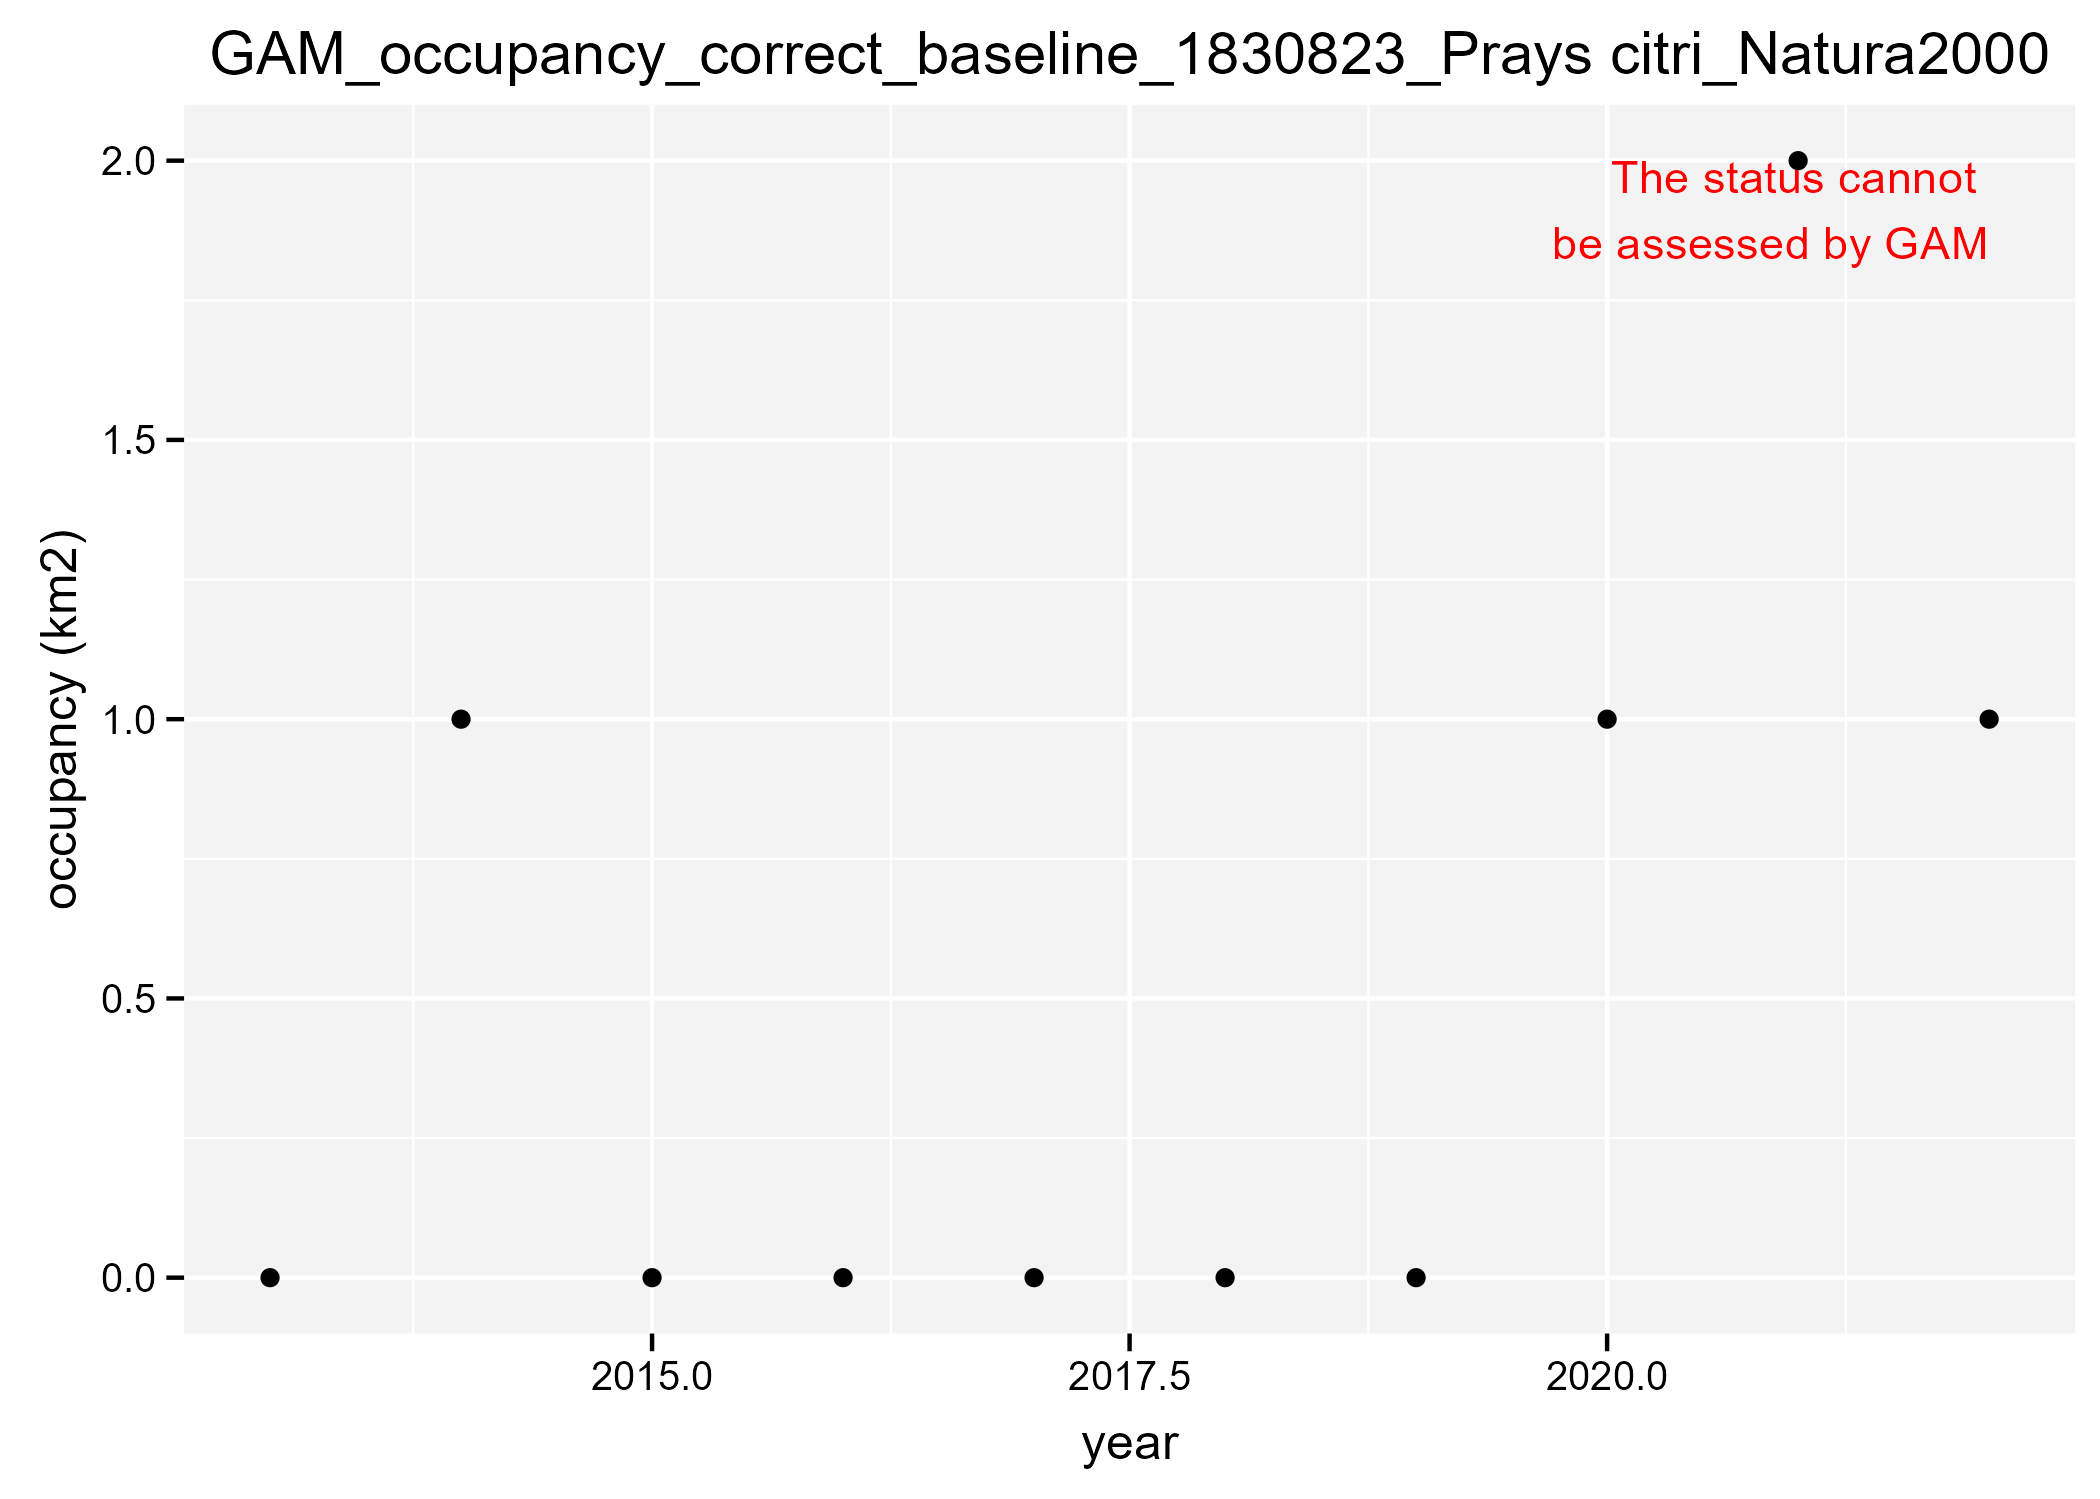 GAM_occupancy_correct_baseline_1830823_Prays citri_Natura2000
2.0
The status cannot
be assessed by GAM
1.5
occupancy (km2)
1.0
0.5
0.0
2015.0
2017.5
2020.0
year